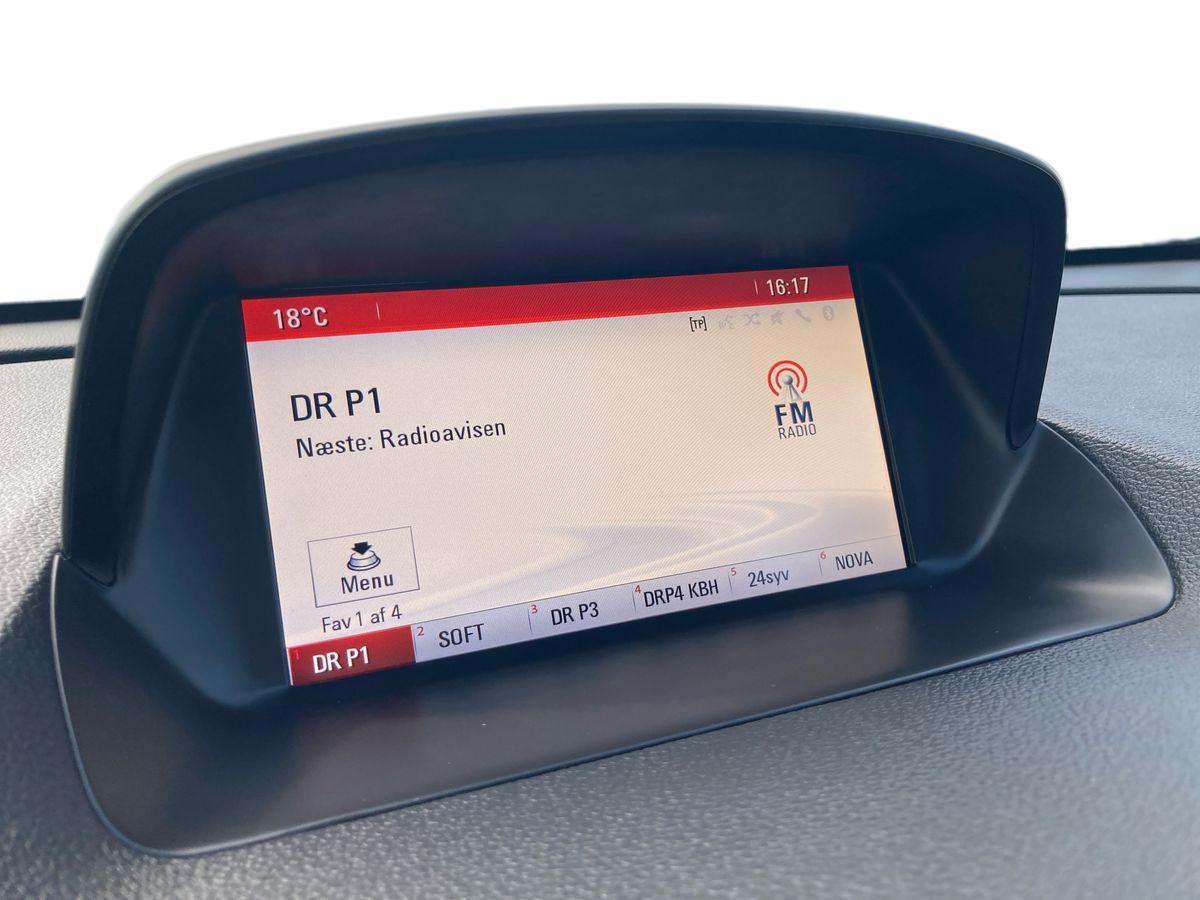 18°C
16:17
[TP]
DR P1
Næste: Radioavisen
FM
RADIO
Menu
Fav 1 af 4
1 DR P1
2 SOFT
3 DR P3
4 DRP4 KBH
5 24syv
6 NOVA